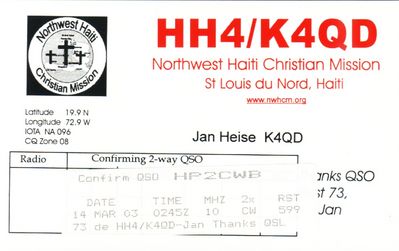 Northwest Haiti
Christian Mission
HH4/K4QD
Northwest Haiti Christian Mission
St Louis du Nord, Haiti
www.nwhcm.org
Latitude 19.9 N
Longitude 72.9 W
IOTA NA 096
CQ Zone 08
Jan Heise K4QD
Radio Confirming 2-way QSO
Confirm QSO HP2CWB
DATE TIME MHZ 2x RST
14 MAR 03 0245Z 10 CW 599
73 de HH4/K4QD-Jan Thanks QSL
anks QSO
st 73,
Jan